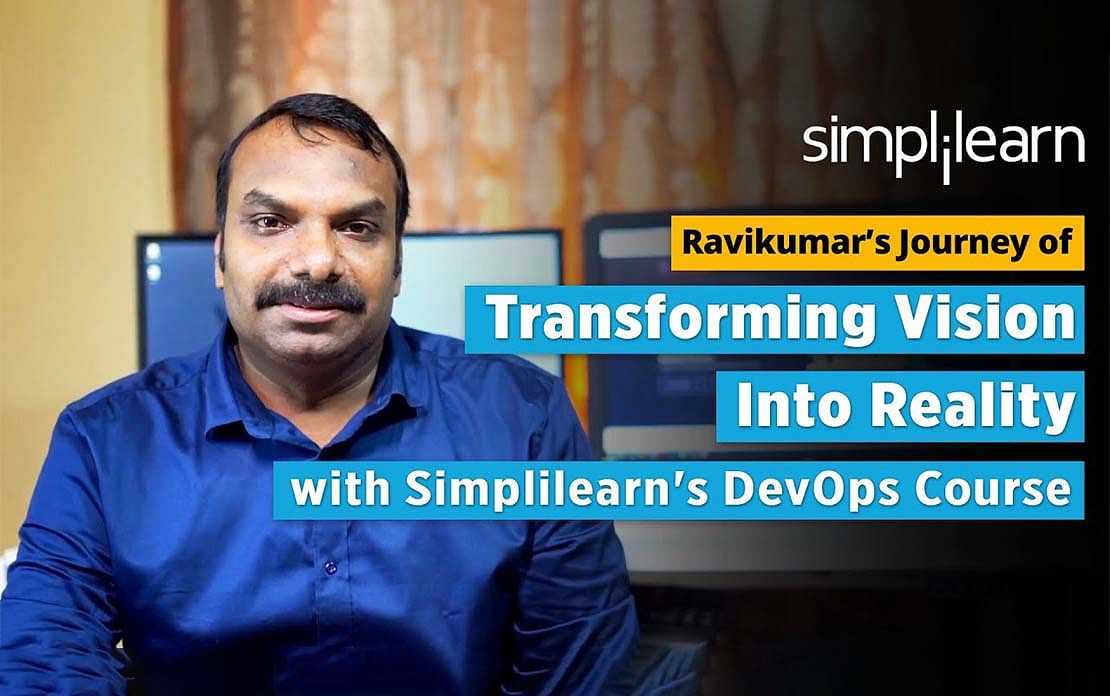 simplilearn
Ravikumar's Journey of
Transforming Vision
Into Reality
with Simplilearn's DevOps Course